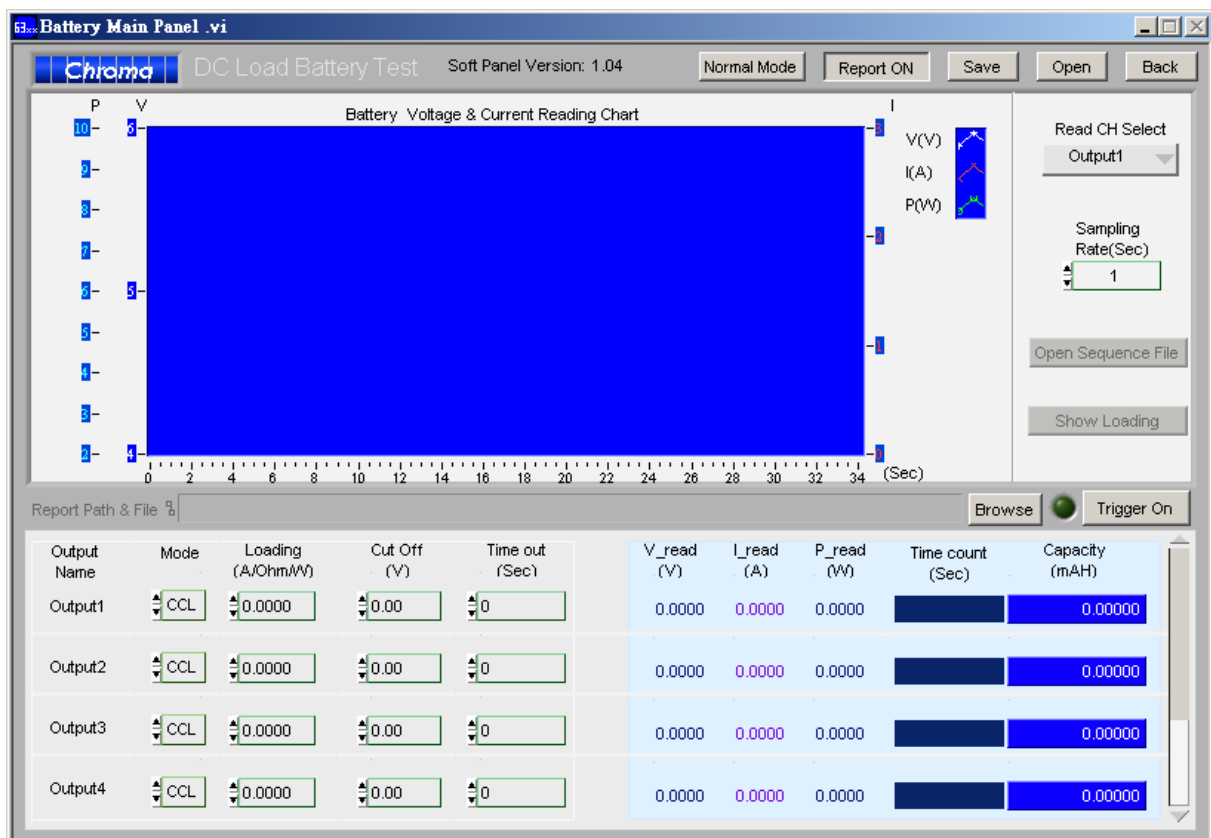 63xx Battery Main Panel .vi
Chroma DC Load Battery Test Soft Panel Version: 1.04 Normal Mode Report ON Save Open Back
P V Battery Voltage & Current Reading Chart I
10 9 8 7 6 5 4 3 2
6 5 4
3 2 1 0
V(V)
I(A)
P(W)
0 2 4 6 8 10 12 14 16 18 20 22 24 26 28 30 32 34 (Sec)
Read CH Select
Output1
Sampling
Rate(Sec)
1
Open Sequence File
Show Loading
Report Path & File Browse Trigger On
Output Mode Loading Cut Off Time out V_read I_read P_read Time count Capacity
Name (A/Ohm/W) (V) (Sec) (V) (A) (W) (Sec) (mAH)
Output1 CCL 0.0000 0.00 0 0.0000 0.0000 0.0000 0.00000
Output2 CCL 0.0000 0.00 0 0.0000 0.0000 0.0000 0.00000
Output3 CCL 0.0000 0.00 0 0.0000 0.0000 0.0000 0.00000
Output4 CCL 0.0000 0.00 0 0.0000 0.0000 0.0000 0.00000